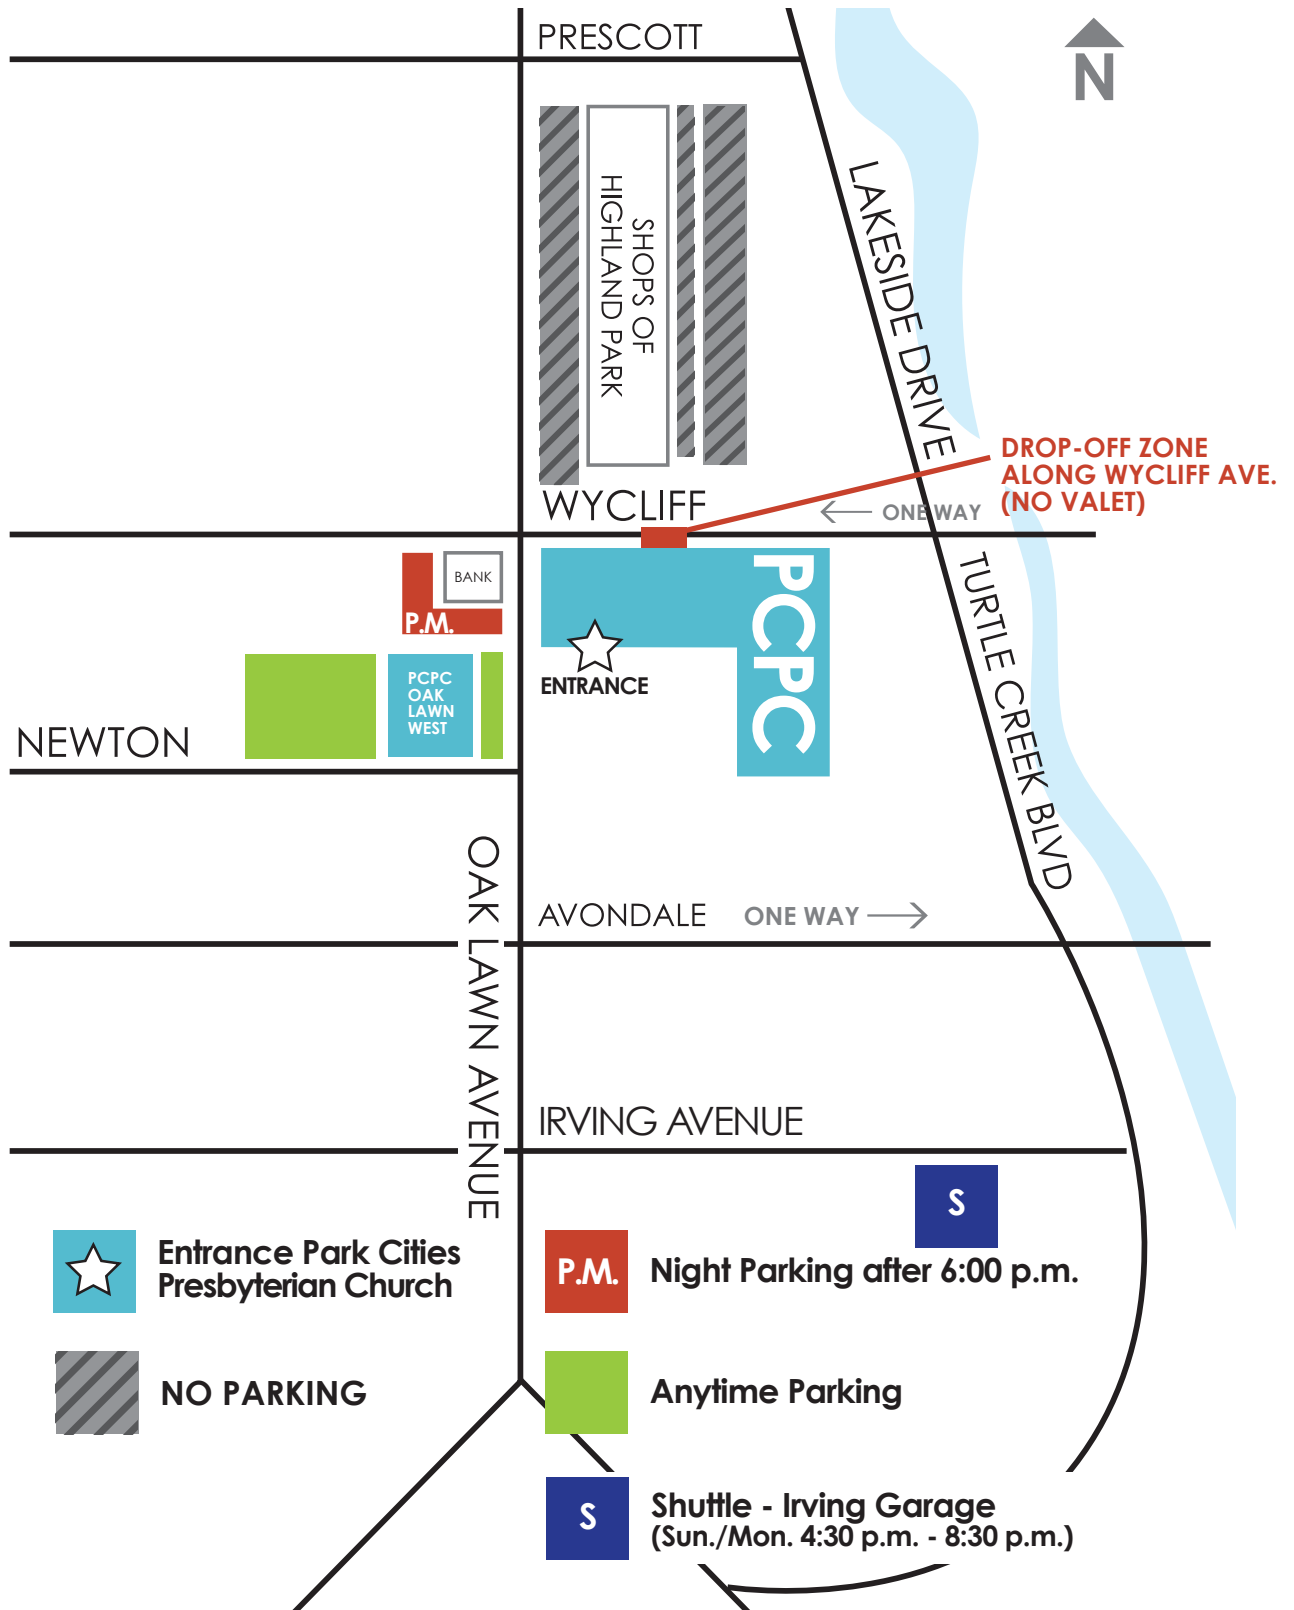 PRESCOTT
N
SHOPS OF
HIGHLAND PARK
LAKESIDE DRIVE
DROP-OFF ZONE
ALONG WYCLIFF AVE.
(NO VALET)
WYCLIFF
ONE WAY
BANK
P.M.
PCPC
TURTLE CREEK BLVD
PCPC
OAK
LAWN
WEST
ENTRANCE
NEWTON
OAK LAWN AVENUE
AVONDALE
ONE WAY
IRVING AVENUE
S
Entrance Park Cities
Presbyterian Church
P.M.
Night Parking after 6:00 p.m.
NO PARKING
Anytime Parking
S
Shuttle - Irving Garage
(Sun./Mon. 4:30 p.m. - 8:30 p.m.)